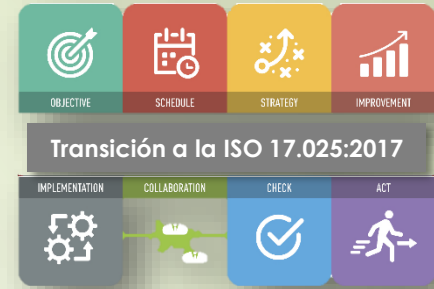 OBJECTIVE SCHEDULE STRATEGY IMPROVEMENT
Transición a la ISO 17.025:2017
IMPLEMENTATION COLLABORATION CHECK ACT